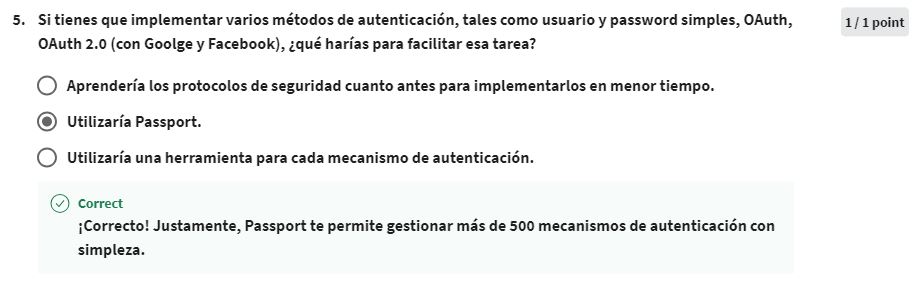 5. Si tienes que implementar varios métodos de autenticación, tales como usuario y password simples, OAuth,
1 / 1 point
OAuth 2.0 (con Goolge y Facebook), ¿qué harías para facilitar esa tarea?
Aprendería los protocolos de seguridad cuanto antes para implementarlos en menor tiempo.
Utilizaría Passport.
Utilizaría una herramienta para cada mecanismo de autenticación.
Correct
¡Correcto! Justamente, Passport te permite gestionar más de 500 mecanismos de autenticación con
simpleza.